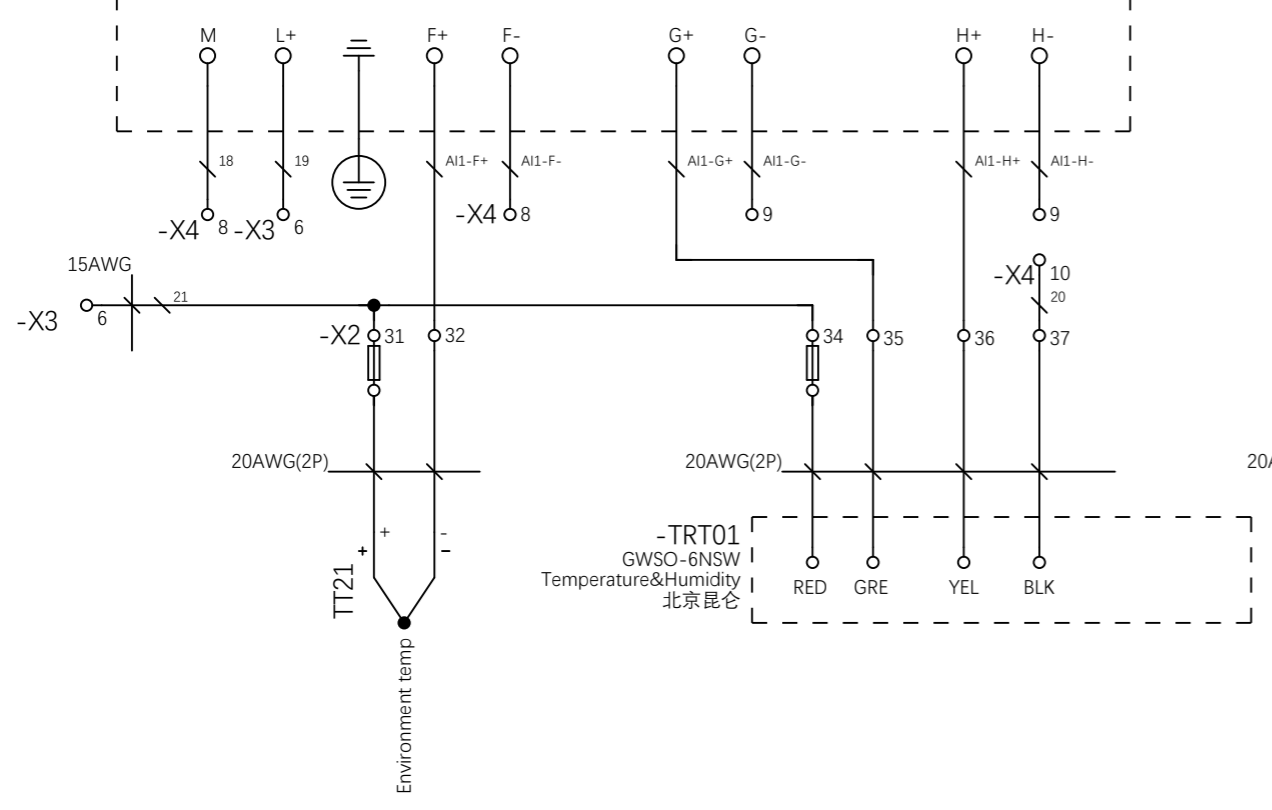 M L+ F+ F- G+ G- H+ H-
18 19 AI1-F+ AI1-F- AI1-G+ AI1-G- AI1-H+ AI1-H-
-X4 8 -X3 6 -X4 8 9 9
15AWG
-X4 10
21 20
-X3 6
-X2 31 32 34 35 36 37
20AWG(2P) 20AWG(2P) 20A
+ -
+ -
TT21
-TRT01
GWSO-6NSW
Temperature&Humidity
北京昆仑
RED GRE YEL BLK
Environment temp